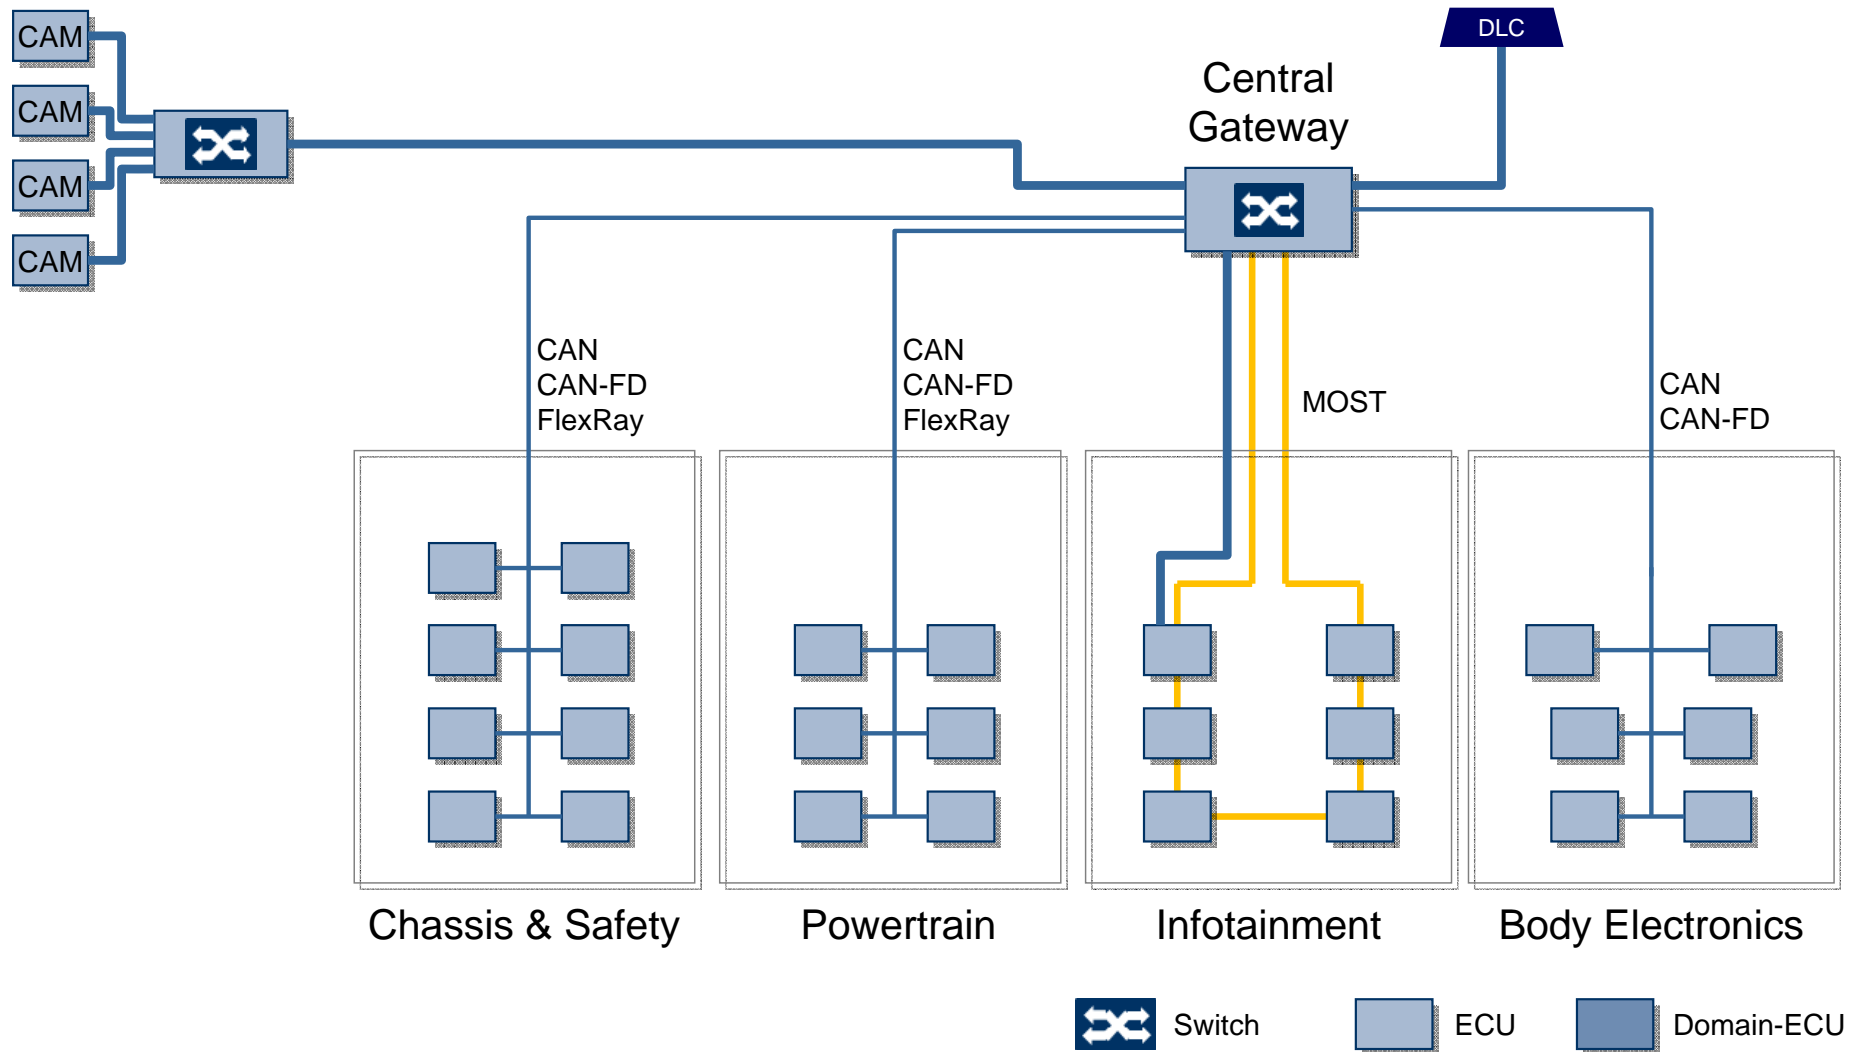 CAM
CAM
CAM
CAM
DLC
Central
Gateway
CAN
CAN-FD
FlexRay
CAN
CAN-FD
FlexRay
MOST
CAN
CAN-FD
Chassis & Safety
Powertrain
Infotainment
Body Electronics
Switch
ECU
Domain-ECU